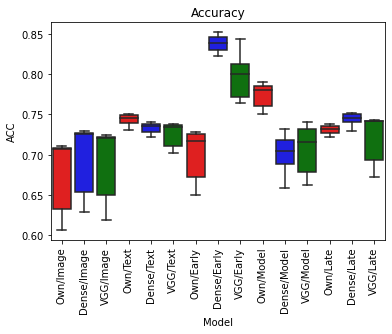 Accuracy
ACC
0.85
0.80
0.75
0.70
0.65
0.60
Own/Image
Dense/Image
VGG/Image
Own/Text
Dense/Text
VGG/Text
Own/Early
Dense/Early
VGG/Early
Own/Model
Dense/Model
VGG/Model
Own/Late
Dense/Late
VGG/Late
Model